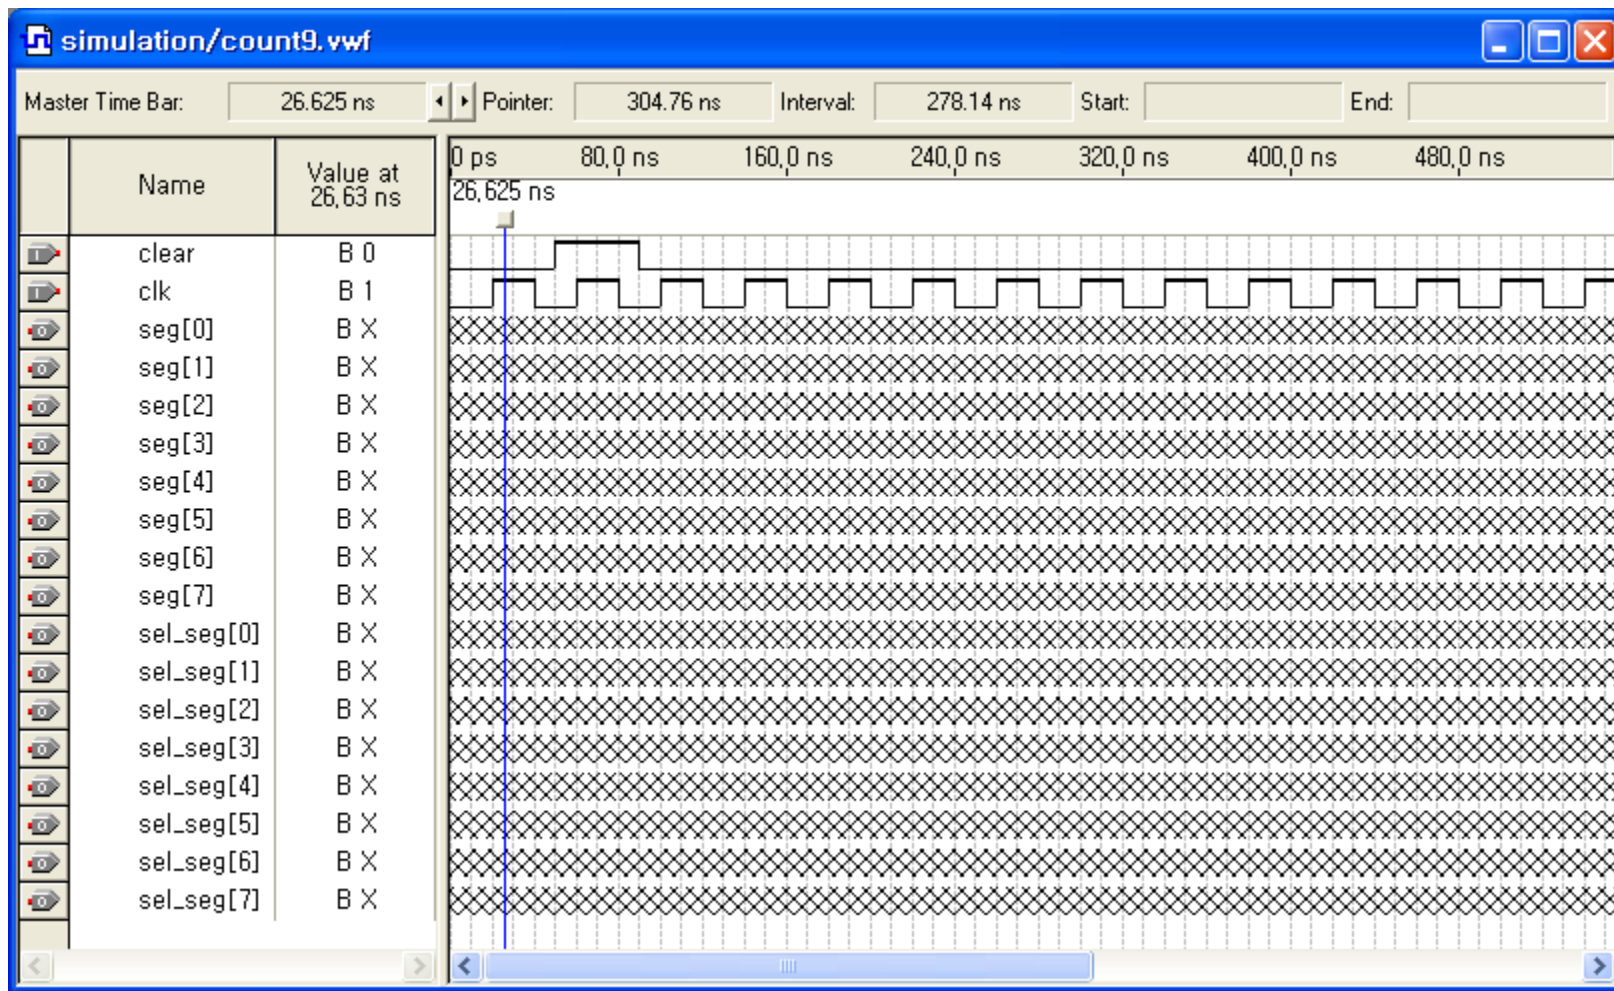 simulation/count9.vwf
Master Time Bar: 26.625 ns Pointer: 304.76 ns Interval: 278.14 ns Start: End:
Name Value at 26,63 ns
0 ps 80,0 ns 160,0 ns 240,0 ns 320,0 ns 400,0 ns 480,0 ns
26,625 ns
clear B 0
clk B 1
seg[0] B X
seg[1] B X
seg[2] B X
seg[3] B X
seg[4] B X
seg[5] B X
seg[6] B X
seg[7] B X
sel_seg[0] B X
sel_seg[1] B X
sel_seg[2] B X
sel_seg[3] B X
sel_seg[4] B X
sel_seg[5] B X
sel_seg[6] B X
sel_seg[7] B X